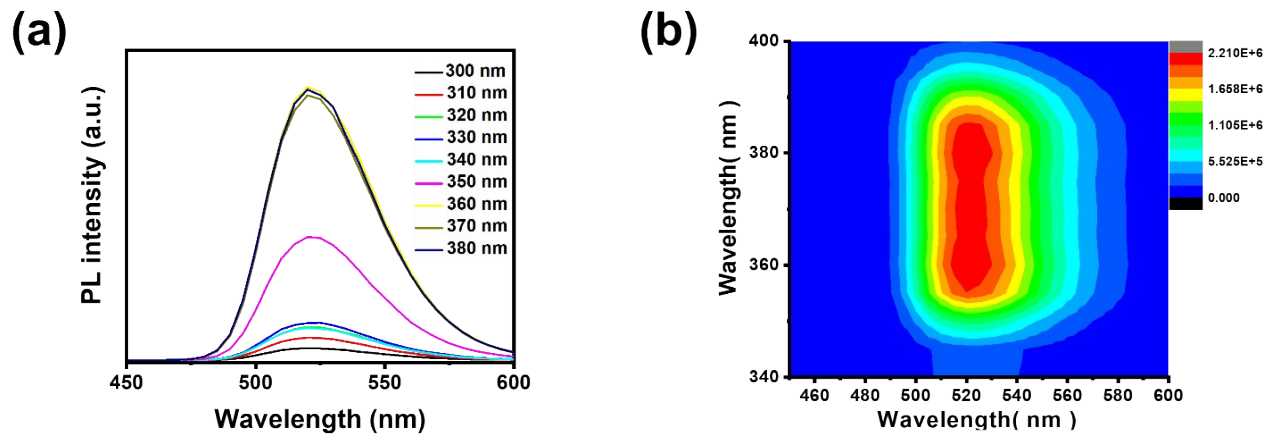 (a)
PL intensity (a.u.)
300 nm
310 nm
320 nm
330 nm
340 nm
350 nm
360 nm
370 nm
380 nm
450
500
550
600
Wavelength (nm)
(b)
Wavelength( nm )
400
380
360
340
460
480
500
520
540
560
580
600
Wavelength( nm )
2.210E+6
1.658E+6
1.105E+6
5.525E+5
0.000